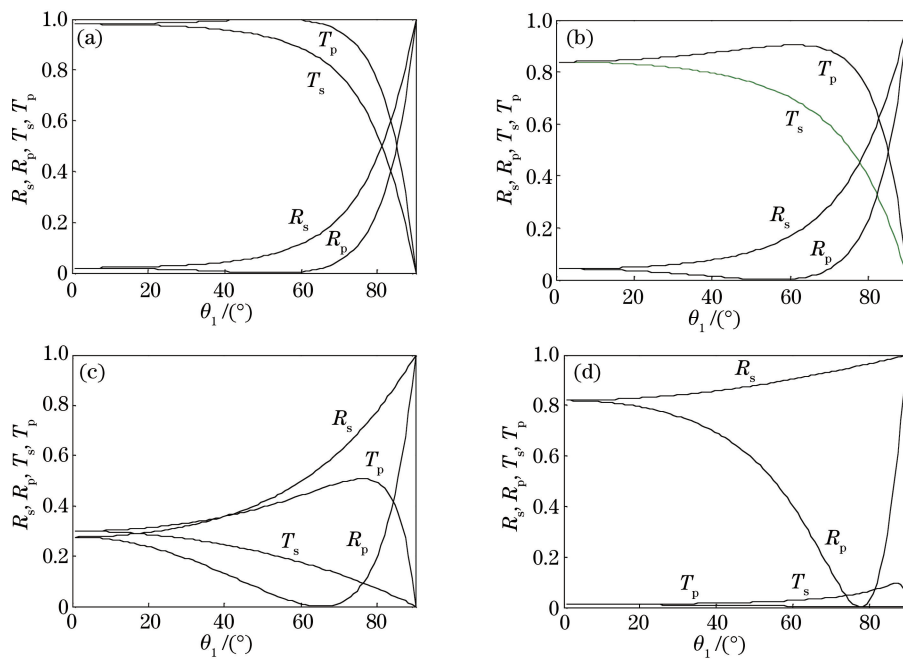 (a)
1.0
0.8
0.6
0.4
0.2
0
R_s, R_p, T_s, T_p
T_p
T_s
R_s
R_p
0 20 40 60 80
θ_1/(°)
(b)
1.0
0.8
0.6
0.4
0.2
0
R_s, R_p, T_s, T_p
T_p
T_s
R_s
R_p
0 20 40 60 80
θ_1/(°)
(c)
1.0
0.8
0.6
0.4
0.2
0
R_s, R_p, T_s, T_p
R_s
T_p
T_s
R_p
0 20 40 60 80
θ_1/(°)
(d)
1.0
0.8
0.6
0.4
0.2
0
R_s, R_p, T_s, T_p
R_s
R_p
T_p
T_s
0 20 40 60 80
θ_1/(°)